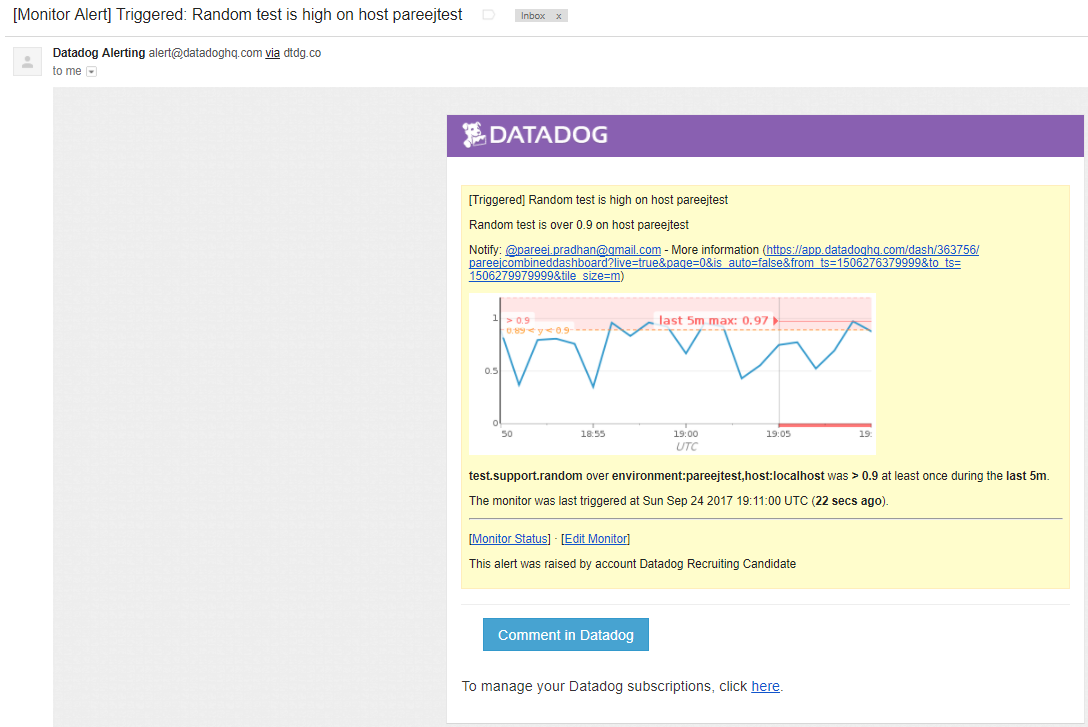 [Monitor Alert] Triggered: Random test is high on host pareejtest
Inbox x
Datadog Alerting alert@datadoghq.com via dtdg.co
to me
DATADOG
[Triggered] Random test is high on host pareejtest
Random test is over 0.9 on host pareejtest
Notify: @pareej.pradhan@gmail.com - More information (https://app.datadoghq.com/dash/363756/
pareejcombineddashboard?live=true&page=0&is_auto=false&from_ts=1506276379999&to_ts=
1506279979999&tile_size=m)
> 0.9
last 5m max: 0.97
0.89 < y < 0.9
1
0.5
0
50 18:55 19:00 19:05 19:
UTC
test.support.random over environment:pareejtest,host:localhost was > 0.9 at least once during the last 5m.
The monitor was last triggered at Sun Sep 24 2017 19:11:00 UTC (22 secs ago).
[Monitor Status] · [Edit Monitor]
This alert was raised by account Datadog Recruiting Candidate
Comment in Datadog
To manage your Datadog subscriptions, click here.